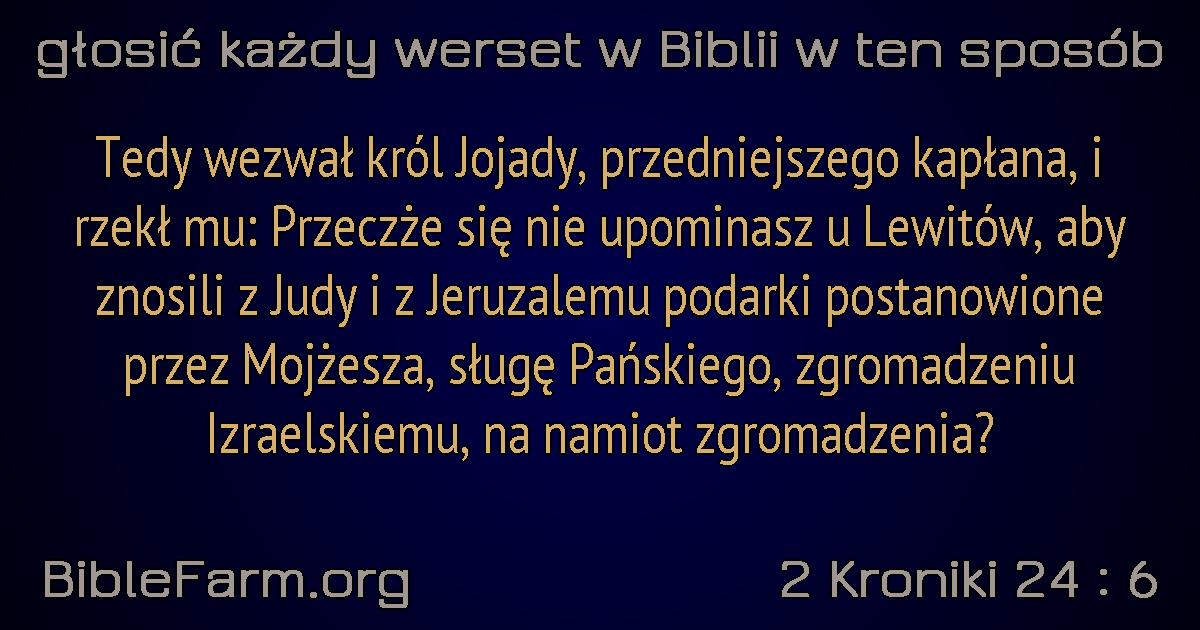 głosić każdy werset w Biblii w ten sposób
Tedy wezwał król Jojady, przedniejszego kapłana, i
rzekł mu: Przeczże się nie upominasz u Lewitów, aby
znosili z Judy i z Jeruzalemu podarki postanowione
przez Mojżesza, sługę Pańskiego, zgromadzeniu
Izraelskiemu, na namiot zgromadzenia?
BibleFarm.org
2 Kroniki 24 : 6